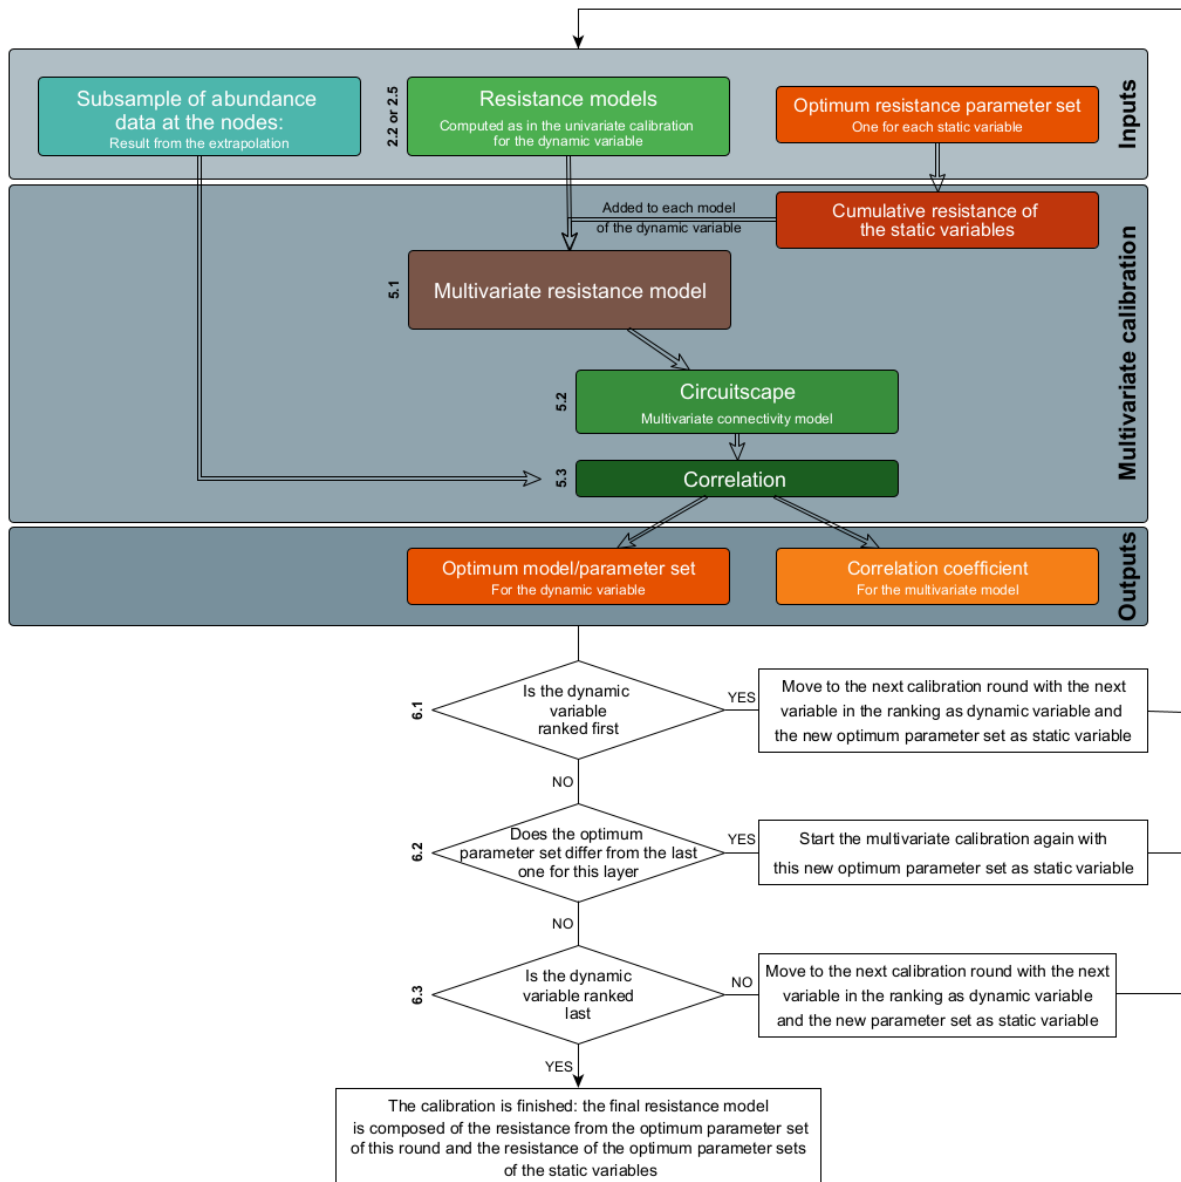 Subsample of abundance
data at the nodes:
Result from the extrapolation
2.2 or 2.5
Resistance models
Computed as in the univariate calibration
for the dynamic variable
Optimum resistance parameter set
One for each static variable
Inputs
Added to each model
of the dynamic variable
Cumulative resistance of
the static variables
5.1
Multivariate resistance model
Multivariate calibration
5.2
Circuitscape
Multivariate connectivity model
5.3
Correlation
Optimum model/parameter set
For the dynamic variable
Correlation coefficient
For the multivariate model
Outputs
6.1
Is the dynamic
variable
ranked first
YES
Move to the next calibration round with the next
variable in the ranking as dynamic variable and
the new optimum parameter set as static variable
NO
6.2
Does the optimum
parameter set differ from the last
one for this layer
YES
Start the multivariate calibration again with
this new optimum parameter set as static variable
NO
6.3
Is the dynamic
variable ranked
last
NO
Move to the next calibration round with the next
variable in the ranking as dynamic variable
and the new parameter set as static variable
YES
The calibration is finished: the final resistance model
is composed of the resistance from the optimum parameter set
of this round and the resistance of the optimum parameter sets
of the static variables